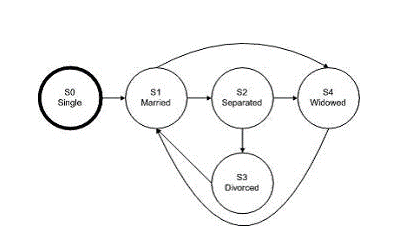 S0
Single
S1
Married
S2
Separated
S4
Widowed
S3
Divorced